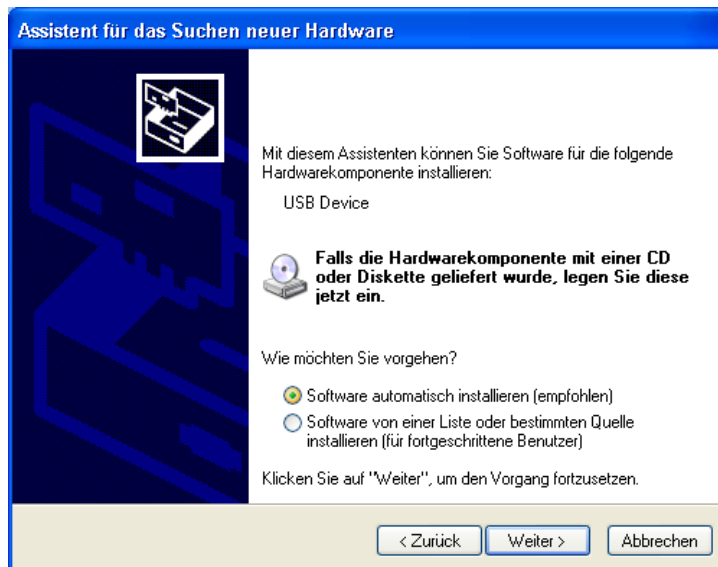 Assistent für das Suchen neuer Hardware
Mit diesem Assistenten können Sie Software für die folgende
Hardwarekomponente installieren:
USB Device
Falls die Hardwarekomponente mit einer CD
oder Diskette geliefert wurde, legen Sie diese
jetzt ein.
Wie möchten Sie vorgehen?
Software automatisch installieren (empfohlen)
Software von einer Liste oder bestimmten Quelle
installieren (für fortgeschrittene Benutzer)
Klicken Sie auf "Weiter", um den Vorgang fortzusetzen.
< Zurück Weiter > Abbrechen